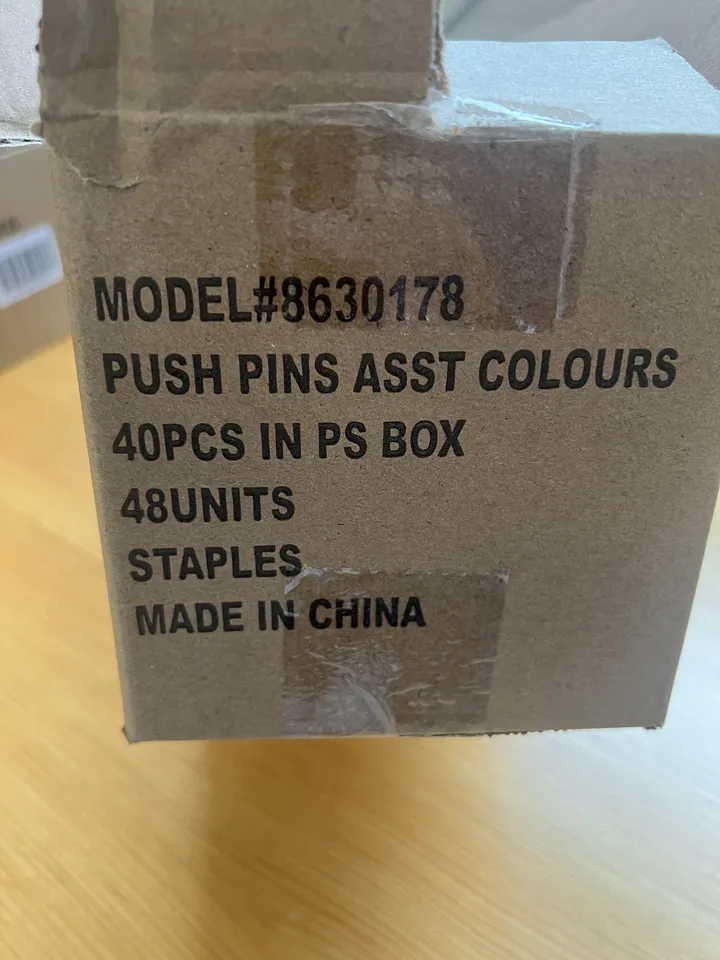 MODEL#8630178
PUSH PINS ASST COLOURS
40PCS IN PS BOX
48UNITS
STAPLES
MADE IN CHINA